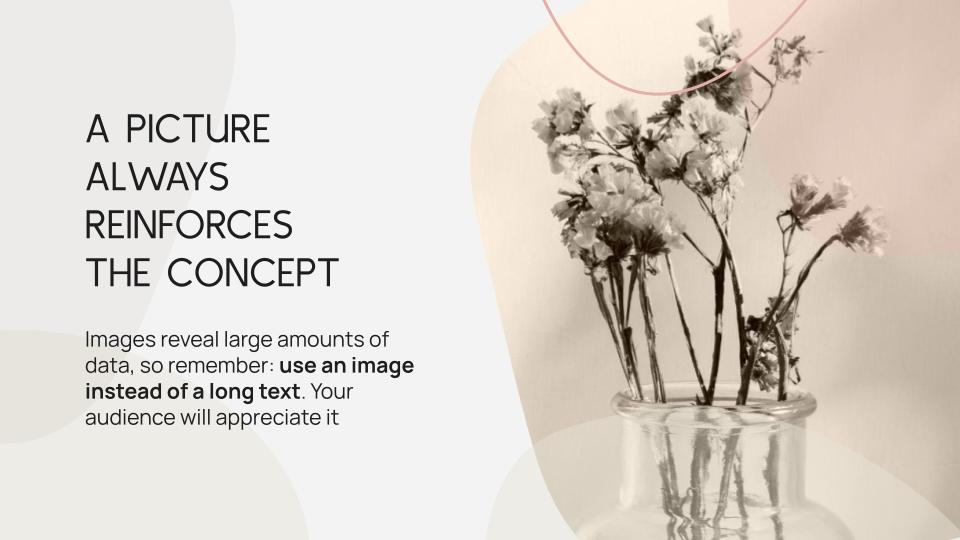 A PICTURE
ALWAYS
REINFORCES
THE CONCEPT
Images reveal large amounts of
data, so remember: use an image
instead of a long text. Your
audience will appreciate it